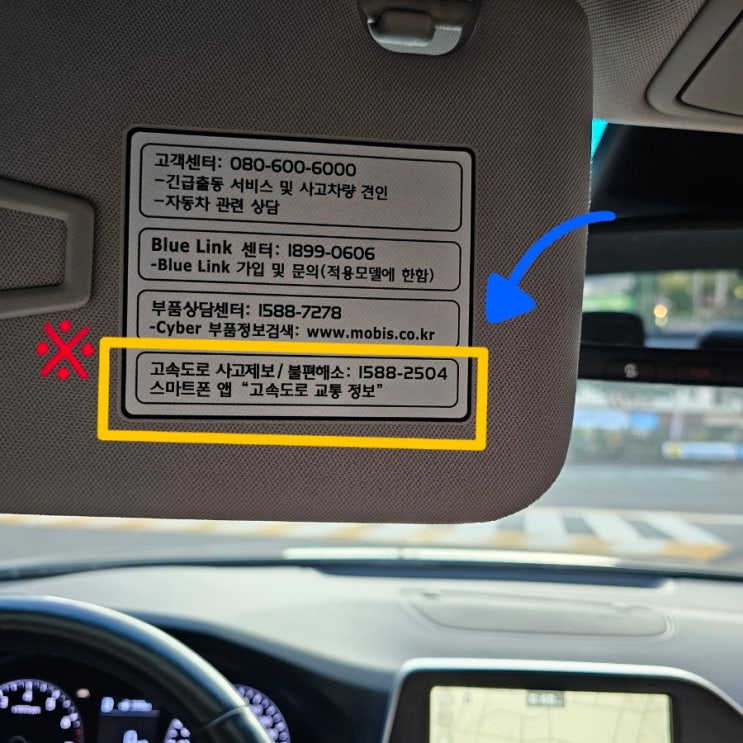 고객센터: 080-600-6000
-긴급출동 서비스 및 사고차량 견인
-자동차 관련 상담
Blue Link 센터: 1899-0606
-Blue Link 가입 및 문의(적용모델에 한함)
부품상담센터: 1588-7278
-Cyber 부품정보검색: www.mobis.co.kr
※
고속도로 사고제보/불편해소: 1588-2504
스마트폰 앱 “고속도로 교통 정보”
SOS